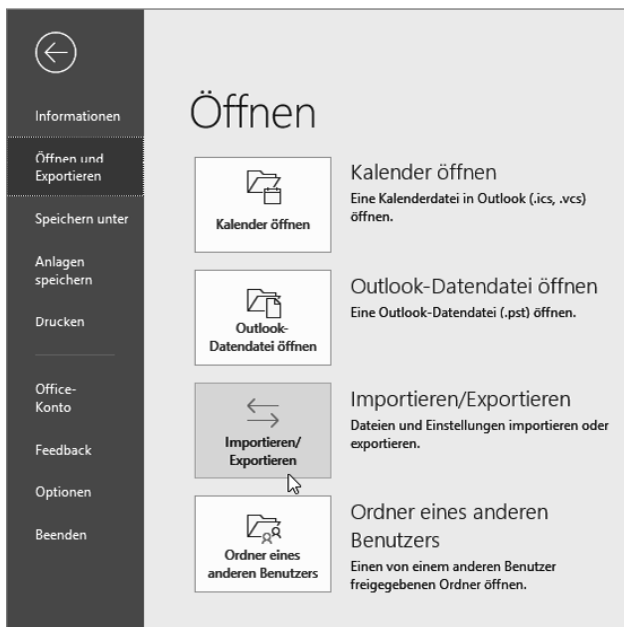 Informationen
Öffnen und
Exportieren
Speichern unter
Anlagen
speichern
Drucken
Office-
Konto
Feedback
Optionen
Beenden
Öffnen
Kalender öffnen
Kalender öffnen
Eine Kalenderdatei in Outlook (.ics, .vcs)
öffnen.
Outlook-
Datendatei öffnen
Outlook-Datendatei öffnen
Eine Outlook-Datendatei (.pst) öffnen.
Importieren/
Exportieren
Importieren/Exportieren
Dateien und Einstellungen importieren oder
exportieren.
Ordner eines
anderen Benutzers
Ordner eines anderen
Benutzers
Einen von einem anderen Benutzer
freigegebenen Ordner öffnen.